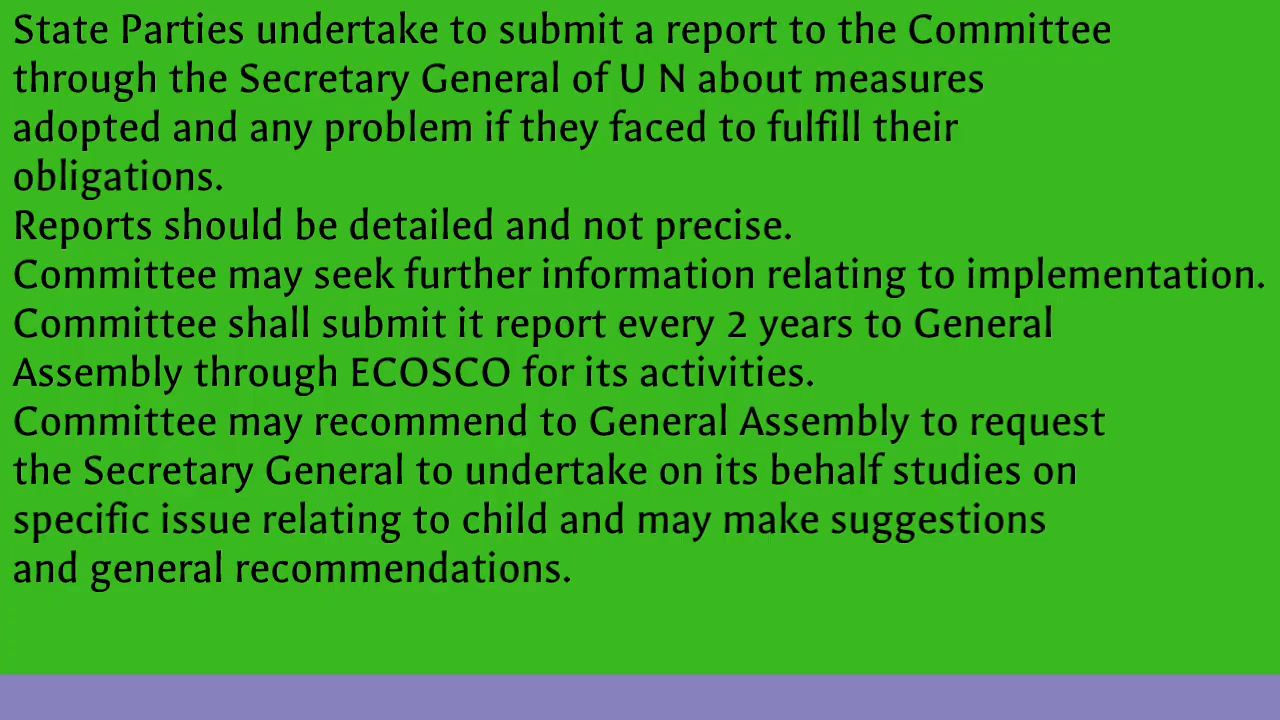 State Parties undertake to submit a report to the Committee
through the Secretary General of U N about measures
adopted and any problem if they faced to fulfill their
obligations.
Reports should be detailed and not precise.
Committee may seek further information relating to implementation.
Committee shall submit it report every 2 years to General
Assembly through ECOSCO for its activities.
Committee may recommend to General Assembly to request
the Secretary General to undertake on its behalf studies on
specific issue relating to child and may make suggestions
and general recommendations.